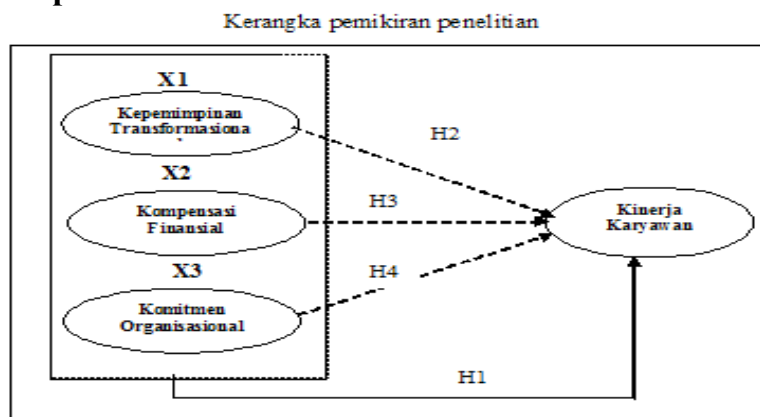 Kerangka pemikiran penelitian
X1
Kepemimpinan
Transformasiona
H2
X2
Kompensasi
Finansial
H3
Kinerja
Karyawan
X3
Komitmen
Organisasional
H4
H1